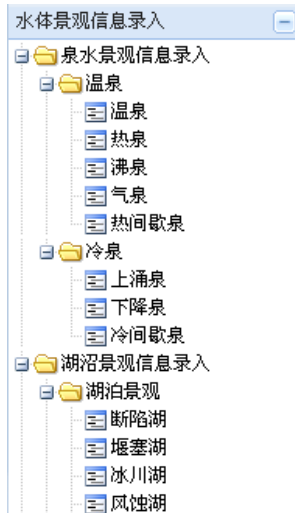 水体景观信息录入
泉水景观信息录入
温泉
温泉
热泉
沸泉
气泉
热间歇泉
冷泉
上涌泉
下降泉
冷间歇泉
湖沼景观信息录入
湖泊景观
断陷湖
堰塞湖
冰川湖
风蚀湖